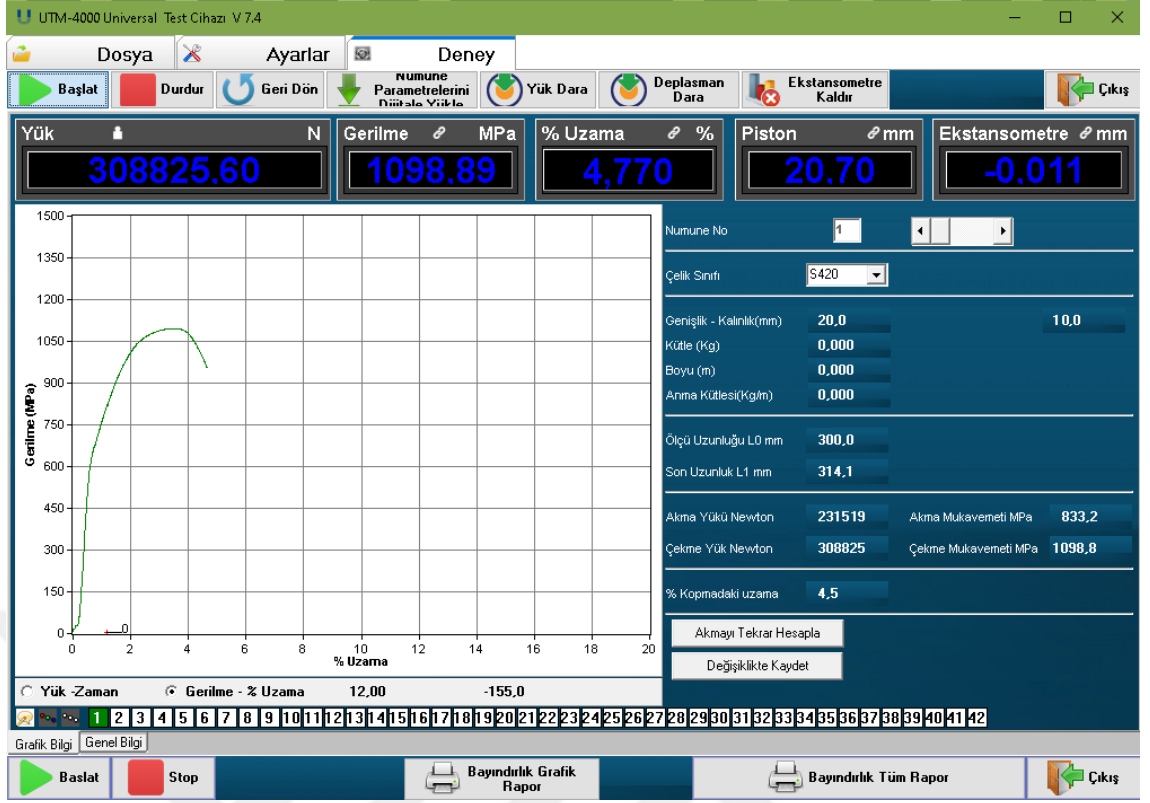 UTM-4000 Universal Test Cihazı V 7.4
Dosya Ayarlar Deney
Başlat Durdur Geri Dön Numune Parametrelerini Dijitale Yükle Yük Dara Deplasman Dara Ekstansometre Kaldır Çıkış
Yük N Gerilme MPa % Uzama % Piston mm Ekstansometre mm
308825.60 1098.89 4,770 20.70 -0.011
Numune No 1
Çelik Sınıfı S420
Genişlik - Kalınlık(mm) 20,0 10,0
Kütle (Kg) 0,000
Boyu (m) 0,000
Anma Kütlesi(Kg/m) 0,000
Ölçü Uzunluğu L0 mm 300,0
Son Uzunluk L1 mm 314,1
Akma Yükü Newton 231519 Akma Mukavemeti MPa 833,2
Çekme Yük Newton 308825 Çekme Mukavemeti MPa 1098,8
% Kopmadaki uzama 4,5
Akmayı Tekrar Hesapla
Değişiklikte Kaydet
Gerilme (MPa)
1500
1350
1200
1050
900
750
600
450
300
150
0
0
0 2 4 6 8 10 12 14 16 18 20
% Uzama
Yük -Zaman Gerilme - % Uzama 12,00 -155,0
1 2 3 4 5 6 7 8 9 10 11 12 13 14 15 16 17 18 19 20 21 22 23 24 25 26 27 28 29 30 31 32 33 34 35 36 37 38 39 40 41 42
Grafik Bilgi Genel Bilgi
Baslat Stop Bayındırlık Grafik Rapor Bayındırlık Tüm Rapor Çıkış